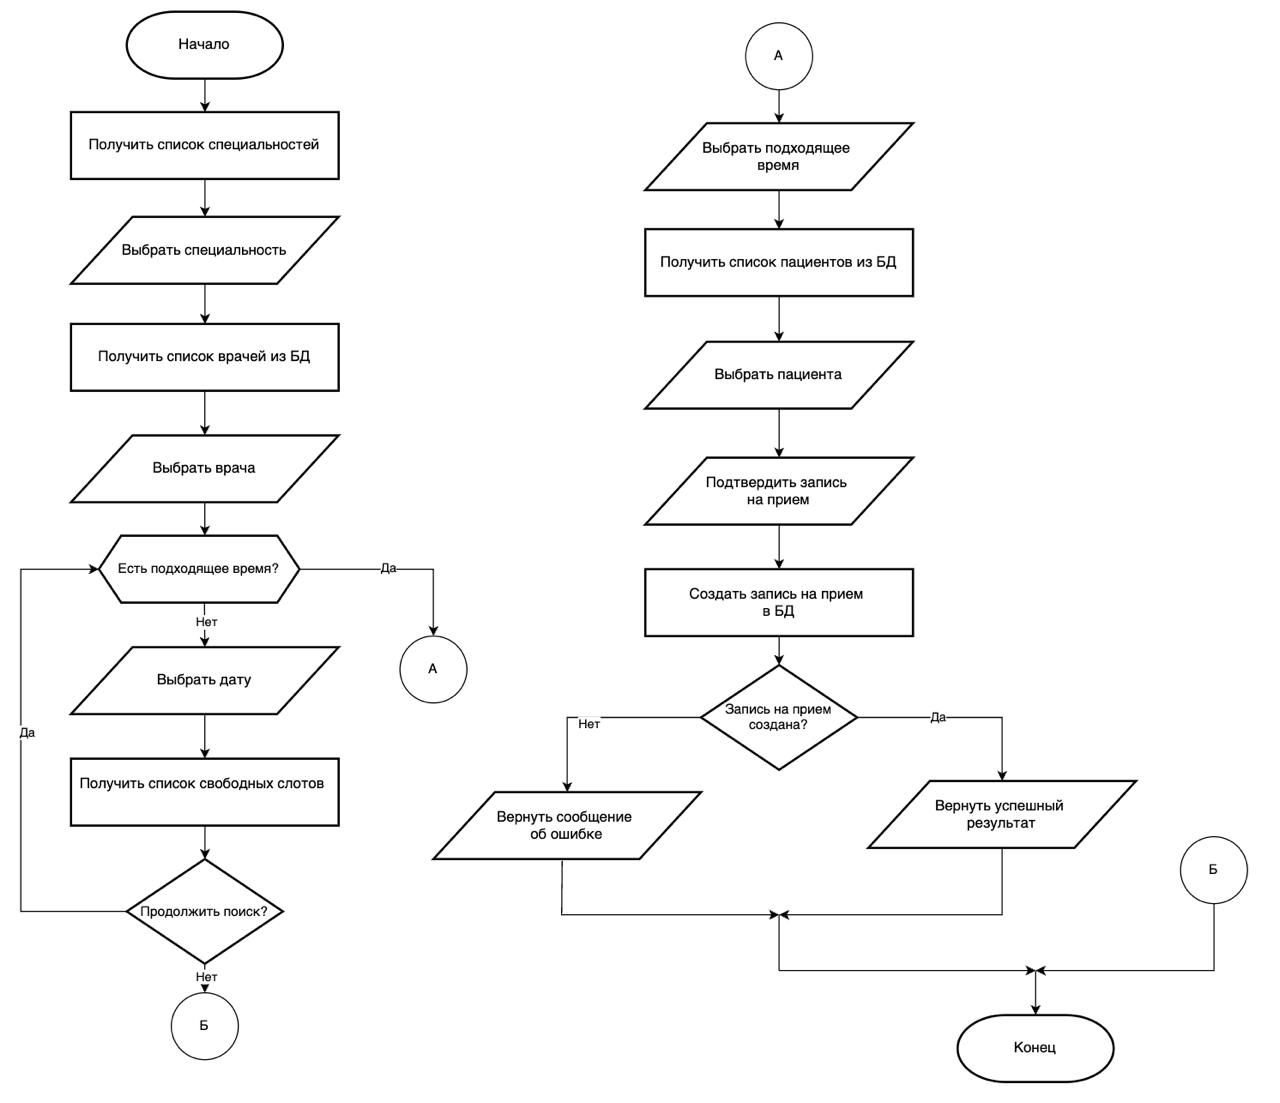 Начало
Получить список специальностей
Выбрать специальность
Получить список врачей из БД
Выбрать врача
Есть подходящее время?
Да
Нет
А
Выбрать дату
Да
Получить список свободных слотов
Продолжить поиск?
Нет
Б
А
Выбрать подходящее
время
Получить список пациентов из БД
Выбрать пациента
Подтвердить запись
на прием
Создать запись на прием
в БД
Запись на прием
создана?
Нет
Да
Вернуть сообщение
об ошибке
Вернуть успешный
результат
Б
Конец